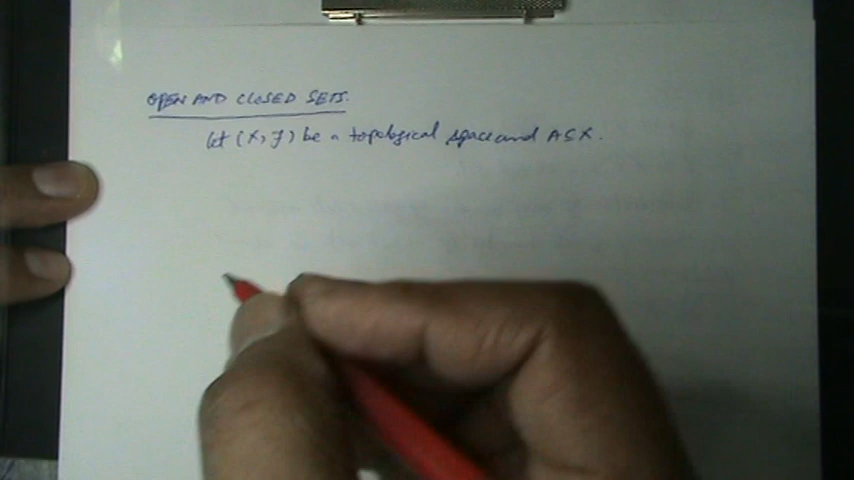 OPEN AND CLOSED SETS.
let (X, J) be a topological space and A ⊆ X.